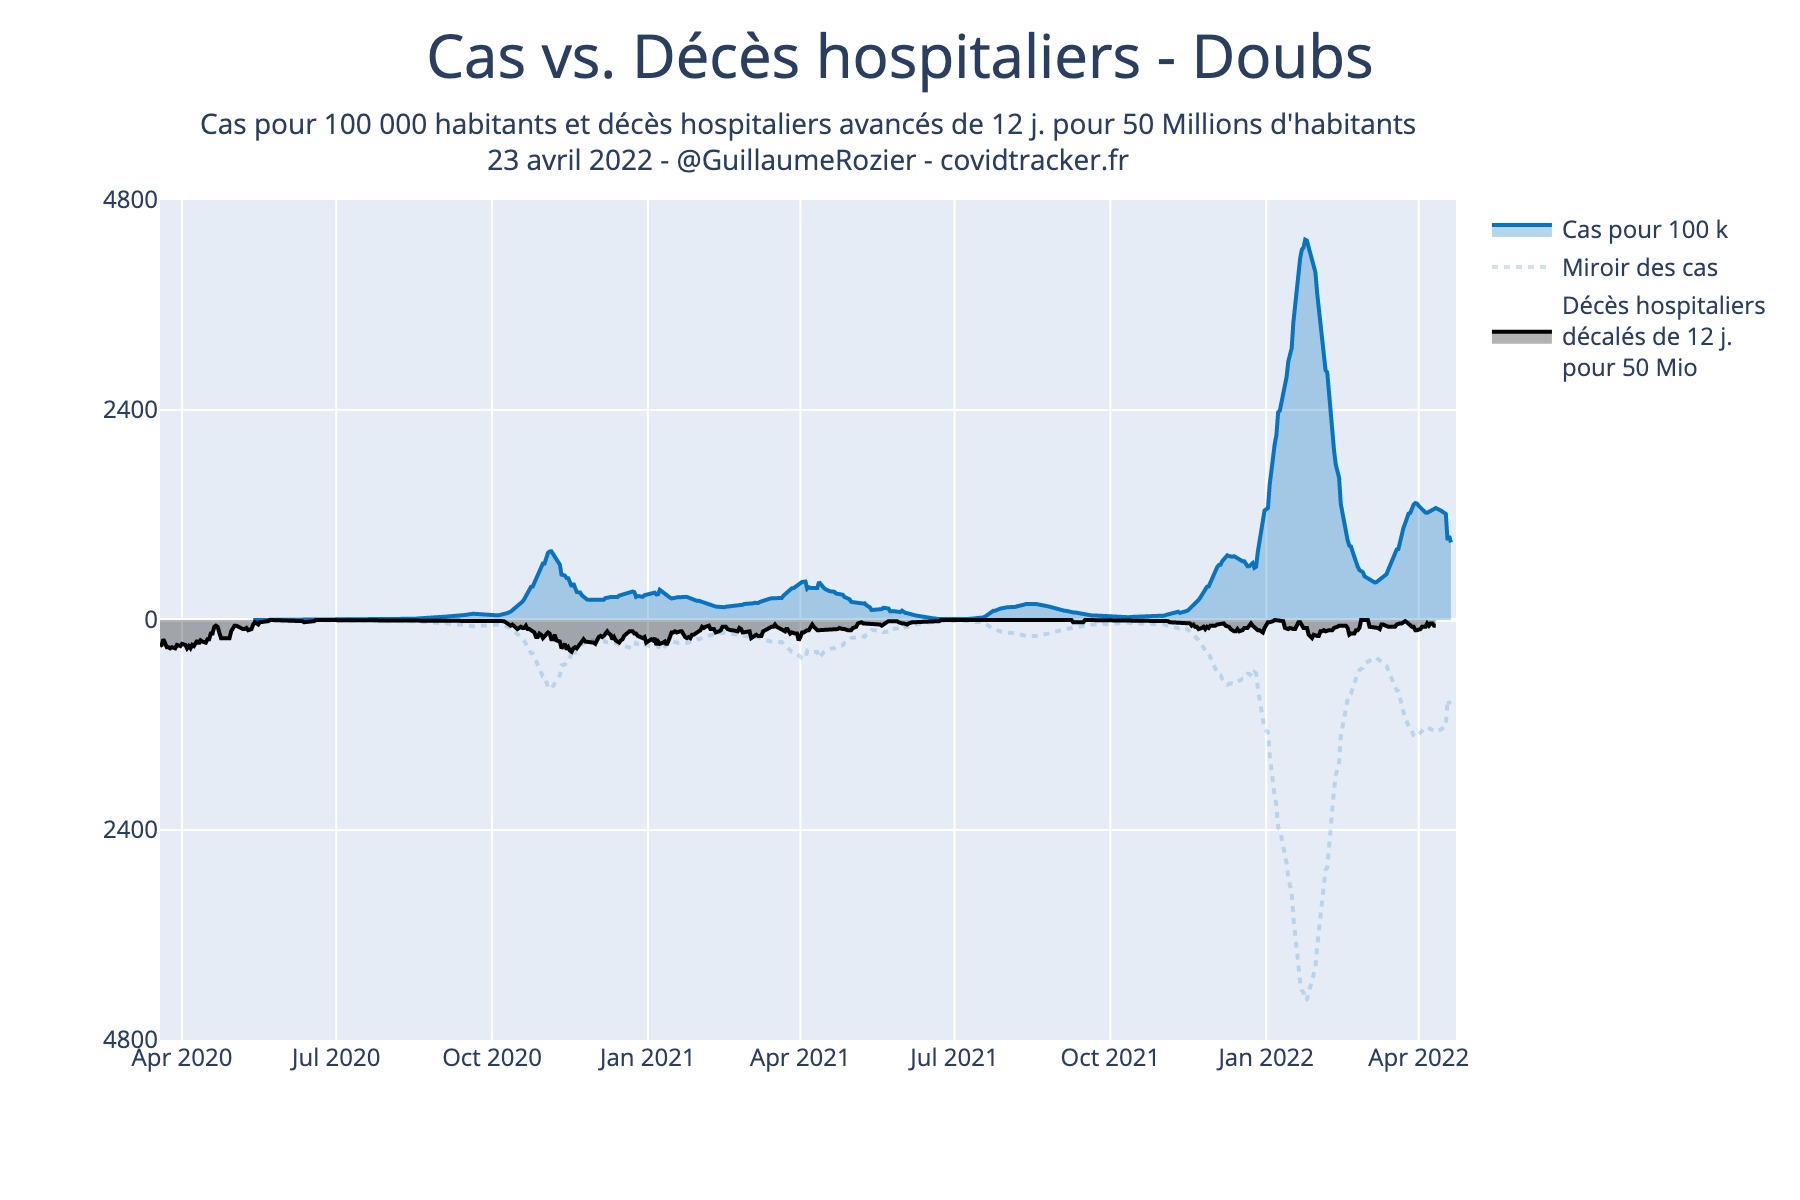 Cas vs. Décès hospitaliers - Doubs
Cas pour 100 000 habitants et décès hospitaliers avancés de 12 j. pour 50 Millions d'habitants
23 avril 2022 - @GuillaumeRozier - covidtracker.fr
4800
2400
0
2400
4800
Apr 2020
Jul 2020
Oct 2020
Jan 2021
Apr 2021
Jul 2021
Oct 2021
Jan 2022
Apr 2022
Cas pour 100 k
Miroir des cas
Décès hospitaliers
décalés de 12 j.
pour 50 Mio